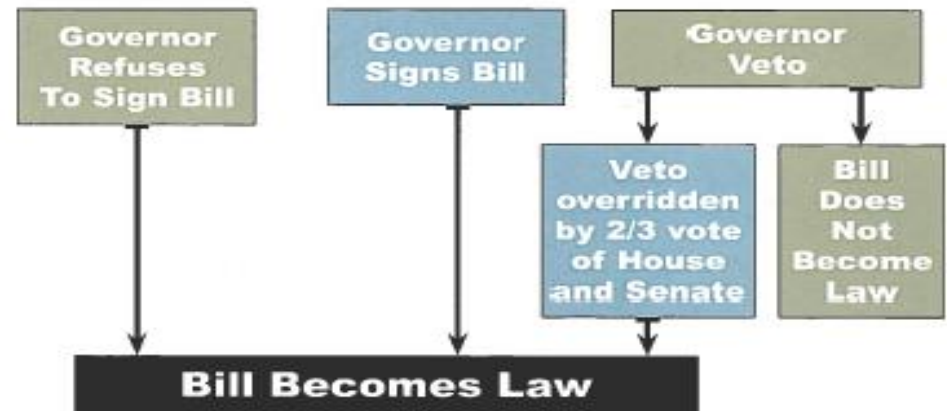 Governor
Refuses
To Sign Bill
Governor
Signs Bill
Governor
Veto
Veto
overridden
by 2/3 vote
of House
and Senate
Bill
Does
Not
Become
Law
Bill Becomes Law